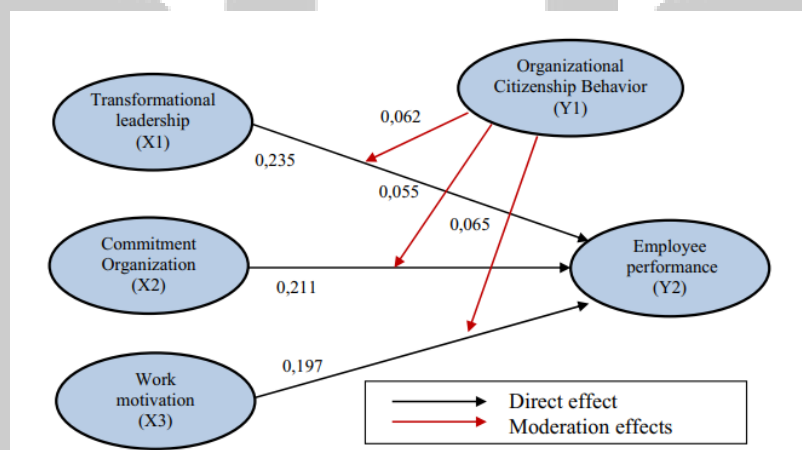 Transformational
leadership
(X1)
Organizational
Citizenship Behavior
(Y1)
0,062
0,235
0,055
0,065
Commitment
Organization
(X2)
0,211
Employee
performance
(Y2)
Work
motivation
(X3)
0,197
Direct effect
Moderation effects